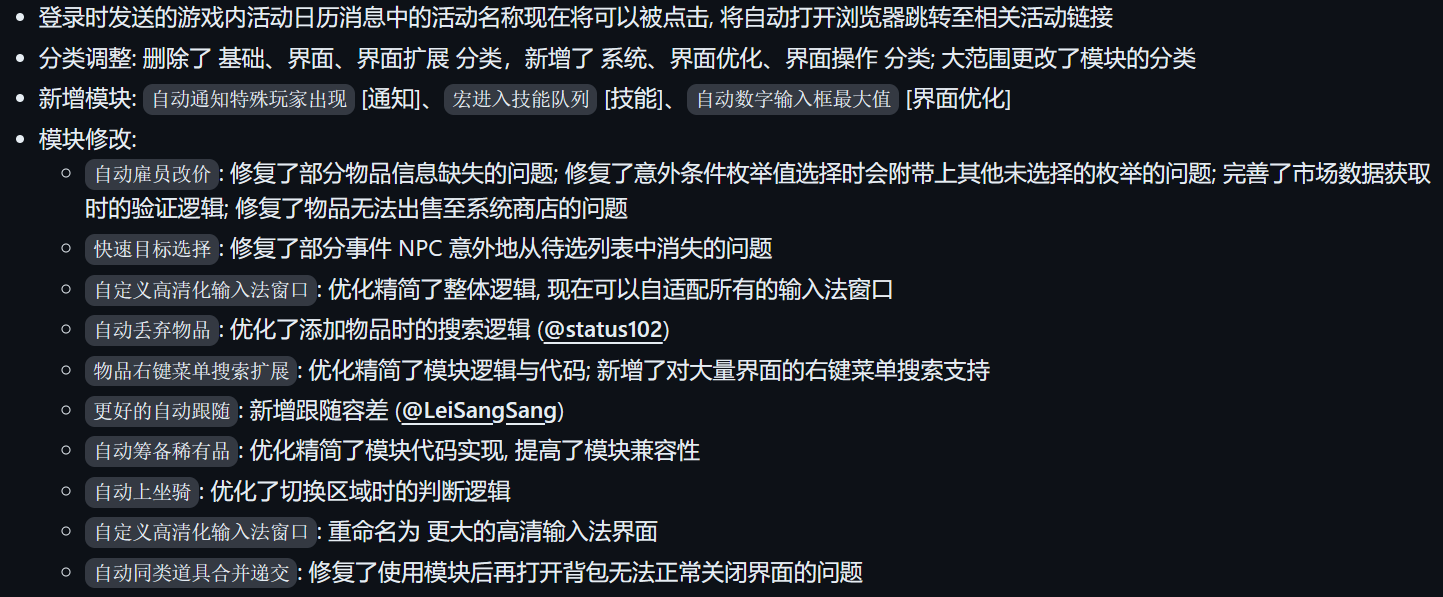 登录时发送的游戏内活动日历消息中的活动名称现在将可以被点击, 将自动打开浏览器跳转至相关活动链接
分类调整: 删除了 基础、界面、界面扩展 分类，新增了 系统、界面优化、界面操作 分类; 大范围更改了模块的分类
新增模块: 自动通知特殊玩家出现 [通知]、 宏进入技能队列 [技能]、 自动数字输入框最大值 [界面优化]
模块修改:
自动雇员改价: 修复了部分物品信息缺失的问题; 修复了意外条件枚举值选择时会附带上其他未选择的枚举的问题; 完善了市场数据获取
时的验证逻辑; 修复了物品无法出售至系统商店的问题
快速目标选择: 修复了部分事件 NPC 意外地从待选列表中消失的问题
自定义高清化输入法窗口: 优化精简了整体逻辑, 现在可以自适配所有的输入法窗口
自动丢弃物品: 优化了添加物品时的搜索逻辑 (@status102)
物品右键菜单搜索扩展: 优化精简了模块逻辑与代码; 新增了对大量界面的右键菜单搜索支持
更好的自动跟随: 新增跟随容差 (@LeiSangSang)
自动筹备稀有品: 优化精简了模块代码实现, 提高了模块兼容性
自动上坐骑: 优化了切换区域时的判断逻辑
自定义高清化输入法窗口: 重命名为 更大的高清输入法界面
自动同类道具合并递交: 修复了使用模块后再打开背包无法正常关闭界面的问题